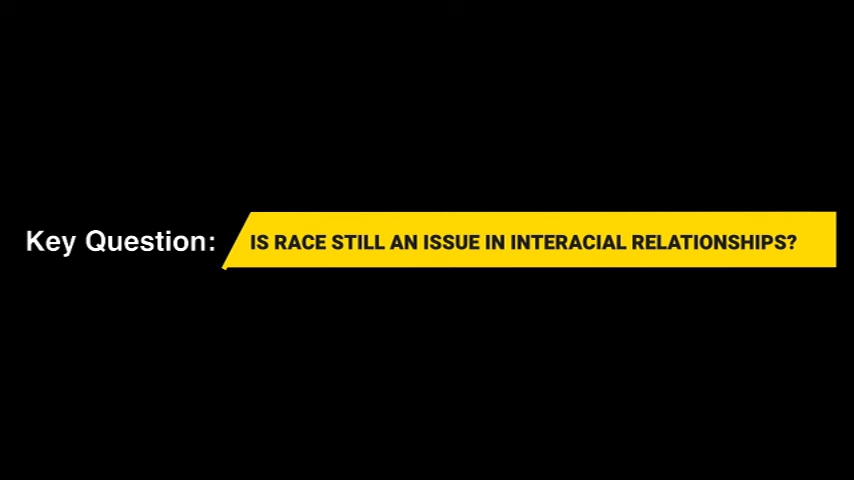 Key Question: IS RACE STILL AN ISSUE IN INTERACIAL RELATIONSHIPS?